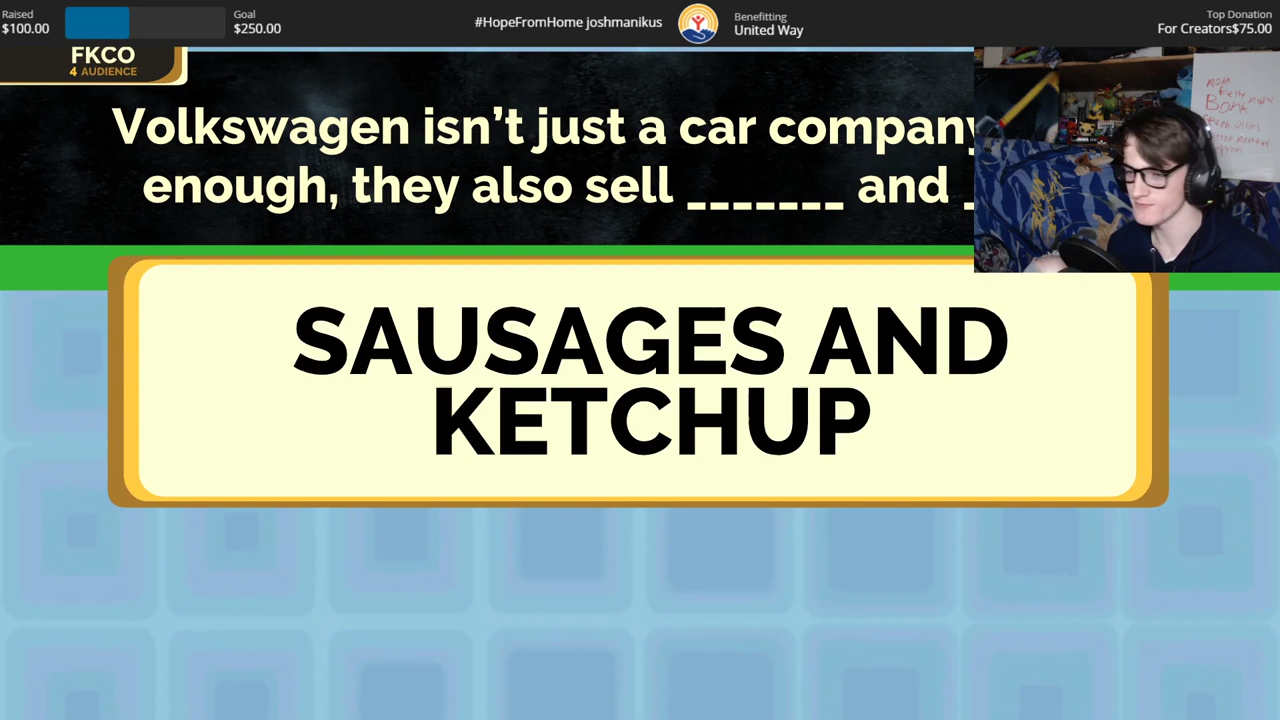 Raised
$100.00
Goal
$250.00
#HopeFromHome joshmanikus
Benefitting
United Way
Top Donation
For Creators$75.00
FKCO
4 AUDIENCE
Volkswagen isn’t just a car company
enough, they also sell _______ and _
SAUSAGES AND
KETCHUP
Bork